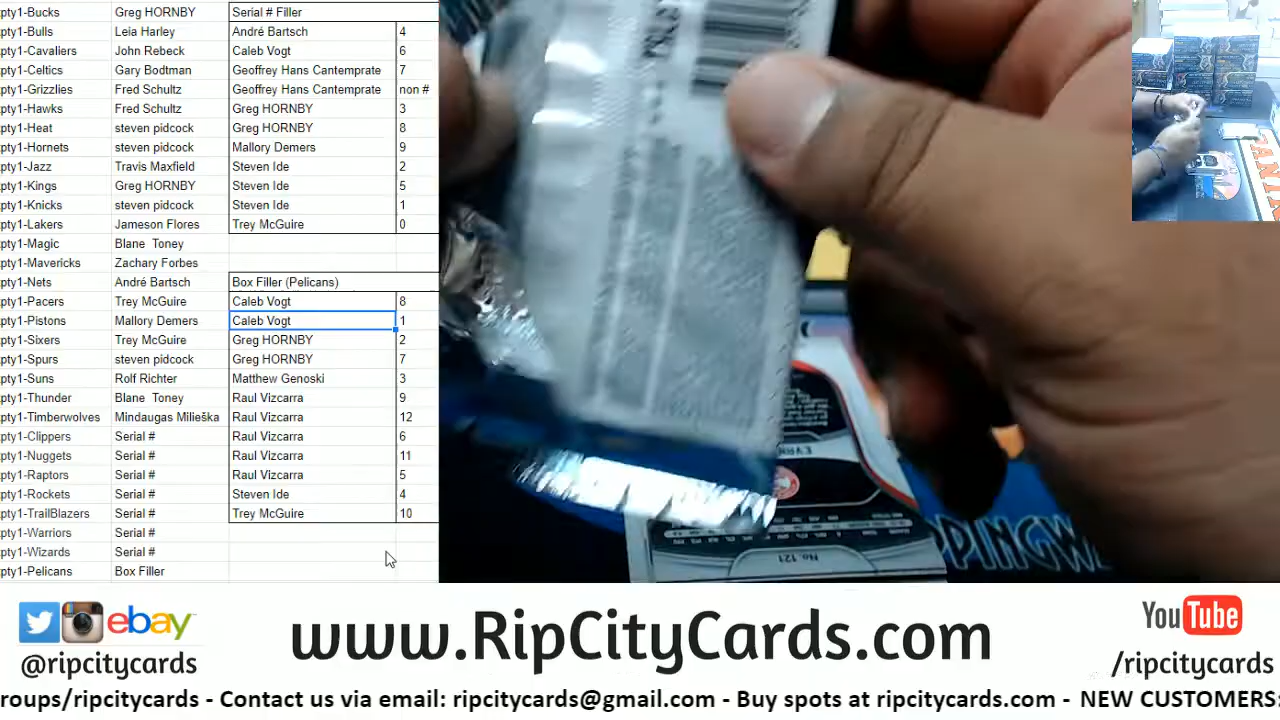 pty1-Bucks Greg HORNBY Serial # Filler
pty1-Bulls Leia Harley André Bartsch 4
pty1-Cavaliers John Rebeck Caleb Vogt 6
pty1-Celtics Gary Bodtman Geoffrey Hans Cantemprate 7
pty1-Grizzlies Fred Schultz Geoffrey Hans Cantemprate non #
pty1-Hawks Fred Schultz Greg HORNBY 3
pty1-Heat steven pidcock Greg HORNBY 8
pty1-Hornets steven pidcock Mallory Demers 9
pty1-Jazz Travis Maxfield Steven Ide 2
pty1-Kings Greg HORNBY Steven Ide 5
pty1-Knicks steven pidcock Steven Ide 1
pty1-Lakers Jameson Flores Trey McGuire 0
pty1-Magic Blane Toney
pty1-Mavericks Zachary Forbes
pty1-Nets André Bartsch Box Filler (Pelicans)
pty1-Pacers Trey McGuire Caleb Vogt 8
pty1-Pistons Mallory Demers Caleb Vogt 1
pty1-Sixers Trey McGuire Greg HORNBY 2
pty1-Spurs steven pidcock Greg HORNBY 7
pty1-Suns Rolf Richter Matthew Genoski 3
pty1-Thunder Blane Toney Raul Vizcarra 9
pty1-Timberwolves Mindaugas Milieška Raul Vizcarra 12
pty1-Clippers Serial # Raul Vizcarra 6
pty1-Nuggets Serial # Raul Vizcarra 11
pty1-Raptors Serial # Raul Vizcarra 5
pty1-Rockets Serial # Steven Ide 4
pty1-TrailBlazers Serial # Trey McGuire 10
pty1-Warriors Serial #
pty1-Wizards Serial #
pty1-Pelicans Box Filler
No.121
PPINGW
PANI
ebay
@ripcitycards
www.RipCityCards.com
YouTube
/ripcitycards
roups/ripcitycards - Contact us via email: ripcitycards@gmail.com - Buy spots at ripcitycards.com - NEW CUSTOMERS: